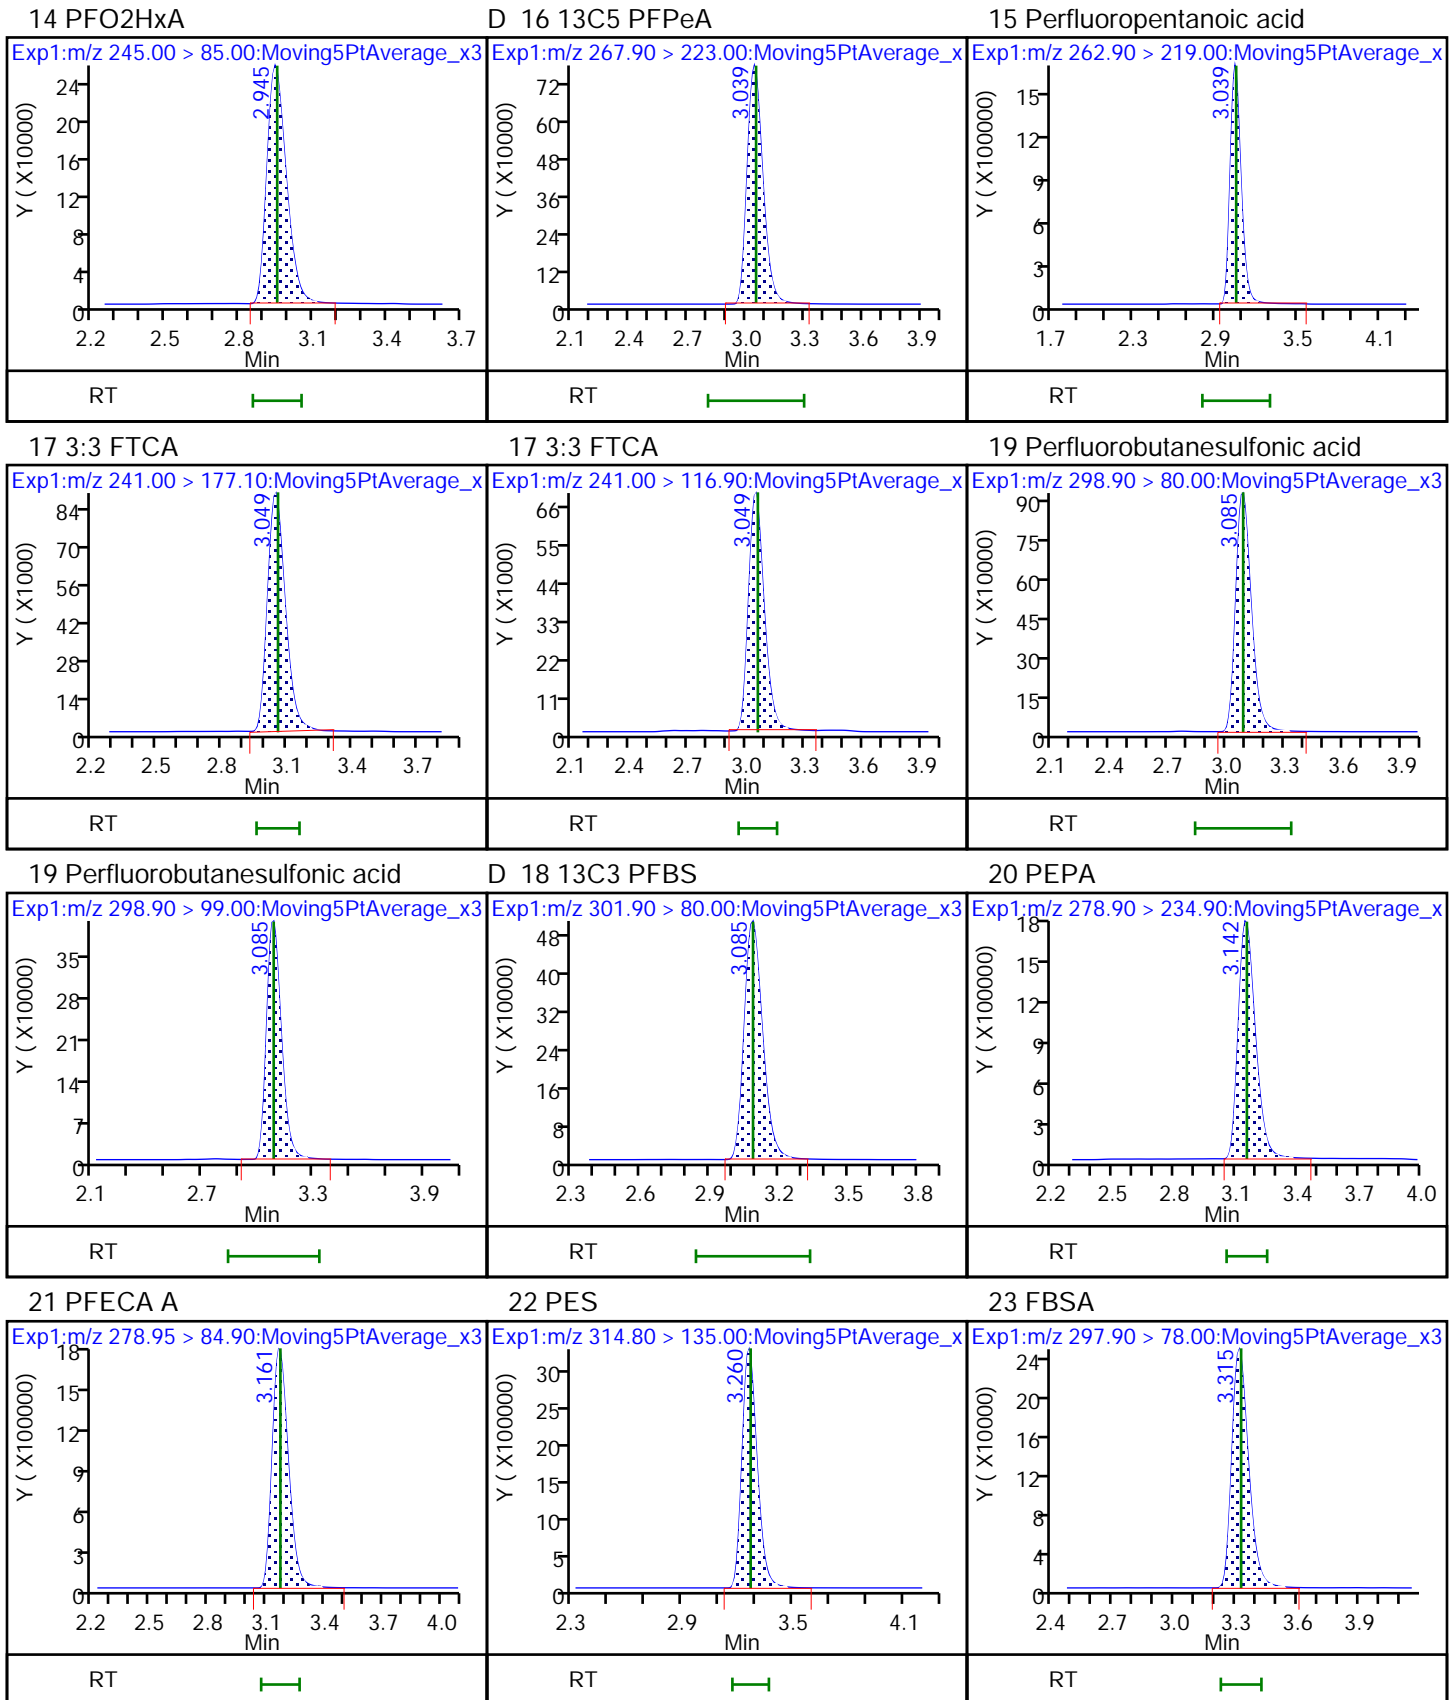 14 PFO2HxA
Exp1:m/z 245.00 > 85.00:Moving5PtAverage_x3
Y ( X10000)
24
20
16
12
8
4
0
2.945
2.2 2.5 2.8 3.1 3.4 3.7
Min
RT
D 16 13C5 PFPeA
Exp1:m/z 267.90 > 223.00:Moving5PtAverage_x
Y ( X10000)
72
60
48
36
24
12
0
3.039
2.1 2.4 2.7 3.0 3.3 3.6 3.9
Min
RT
15 Perfluoropentanoic acid
Exp1:m/z 262.90 > 219.00:Moving5PtAverage_x
Y ( X100000)
15
12
9
6
3
0
3.039
1.7 2.3 2.9 3.5 4.1
Min
RT
17 3:3 FTCA
Exp1:m/z 241.00 > 177.10:Moving5PtAverage_x
Y ( X1000)
84
70
56
42
28
14
0
3.049
2.2 2.5 2.8 3.1 3.4 3.7
Min
RT
17 3:3 FTCA
Exp1:m/z 241.00 > 116.90:Moving5PtAverage_x
Y ( X1000)
66
55
44
33
22
11
0
3.049
2.1 2.4 2.7 3.0 3.3 3.6 3.9
Min
RT
19 Perfluorobutanesulfonic acid
Exp1:m/z 298.90 > 80.00:Moving5PtAverage_x3
Y ( X10000)
90
75
60
45
30
15
0
3.085
2.1 2.4 2.7 3.0 3.3 3.6 3.9
Min
RT
19 Perfluorobutanesulfonic acid
Exp1:m/z 298.90 > 99.00:Moving5PtAverage_x3
Y ( X10000)
35
28
21
14
7
0
3.085
2.1 2.7 3.3 3.9
Min
RT
D 18 13C3 PFBS
Exp1:m/z 301.90 > 80.00:Moving5PtAverage_x3
Y ( X10000)
48
40
32
24
16
8
0
3.085
2.3 2.6 2.9 3.2 3.5 3.8
Min
RT
20 PEPA
Exp1:m/z 278.90 > 234.90:Moving5PtAverage_x
Y ( X100000)
18
15
12
9
6
3
0
3.142
2.2 2.5 2.8 3.1 3.4 3.7 4.0
Min
RT
21 PFECA A
Exp1:m/z 278.95 > 84.90:Moving5PtAverage_x3
Y ( X100000)
18
15
12
9
6
3
0
3.161
2.2 2.5 2.8 3.1 3.4 3.7 4.0
Min
RT
22 PES
Exp1:m/z 314.80 > 135.00:Moving5PtAverage_x
Y ( X100000)
30
25
20
15
10
5
0
3.260
2.3 2.9 3.5 4.1
Min
RT
23 FBSA
Exp1:m/z 297.90 > 78.00:Moving5PtAverage_x3
Y ( X100000)
24
20
16
12
8
4
0
3.315
2.4 2.7 3.0 3.3 3.6 3.9
Min
RT